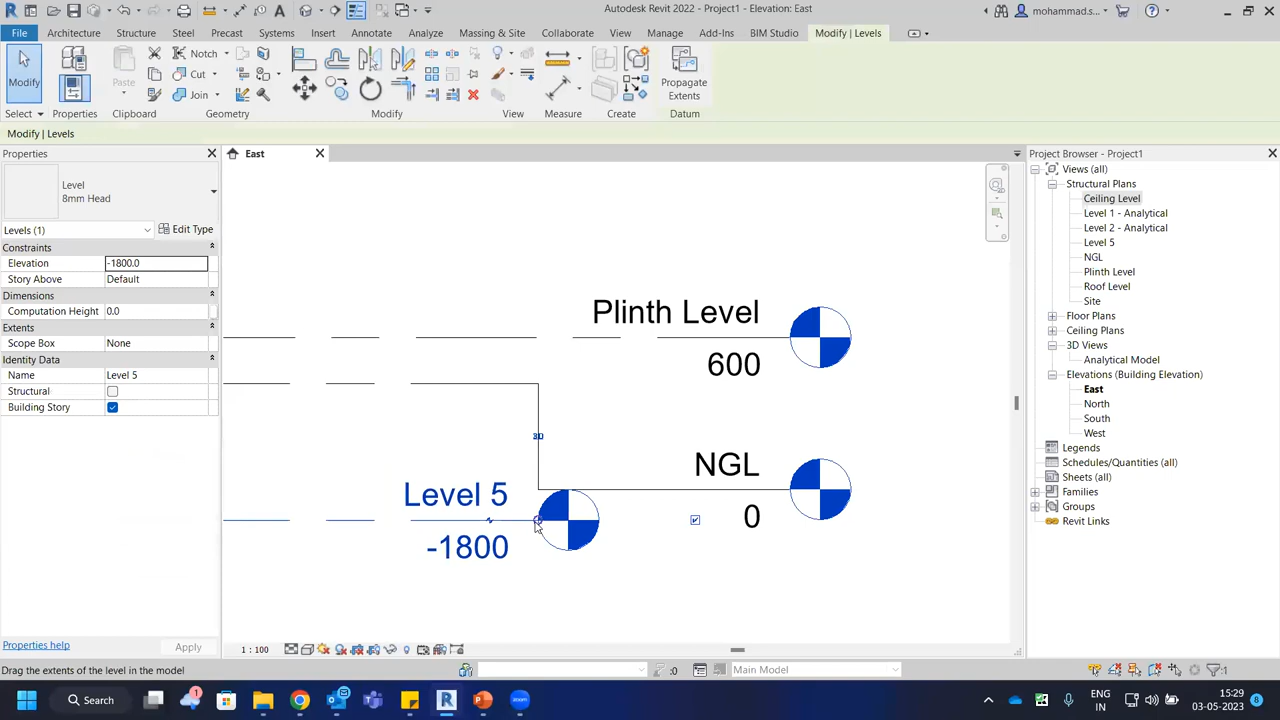 Autodesk Revit 2022 - Project1 - Elevation: East
mohammad.s...
File Architecture Structure Steel Precast Systems Insert Annotate Analyze Massing & Site Collaborate View Manage Add-Ins BIM Studio Modify | Levels
Modify
Paste
Notch
Cut
Join
Propagate
Extents
Select Properties Clipboard Geometry Modify View Measure Create Datum
Modify | Levels
Properties
Level
8mm Head
Levels (1)
Edit Type
Constraints
Elevation -1800.0
Story Above Default
Dimensions
Computation Height 0.0
Extents
Scope Box None
Identity Data
Name Level 5
Structural
Building Story
Properties help
Apply
East
Plinth Level
600
NGL
0
Level 5
-1800
1 : 100
Project Browser - Project1
Views (all)
Structural Plans
Ceiling Level
Level 1 - Analytical
Level 2 - Analytical
Level 5
NGL
Plinth Level
Roof Level
Site
Floor Plans
Ceiling Plans
3D Views
Analytical Model
Elevations (Building Elevation)
East
North
South
West
Legends
Schedules/Quantities (all)
Sheets (all)
Families
Groups
Revit Links
Drag the extents of the level in the model
:0
Main Model
:1
Search
1
ENG
IN
15:29
03-05-2023